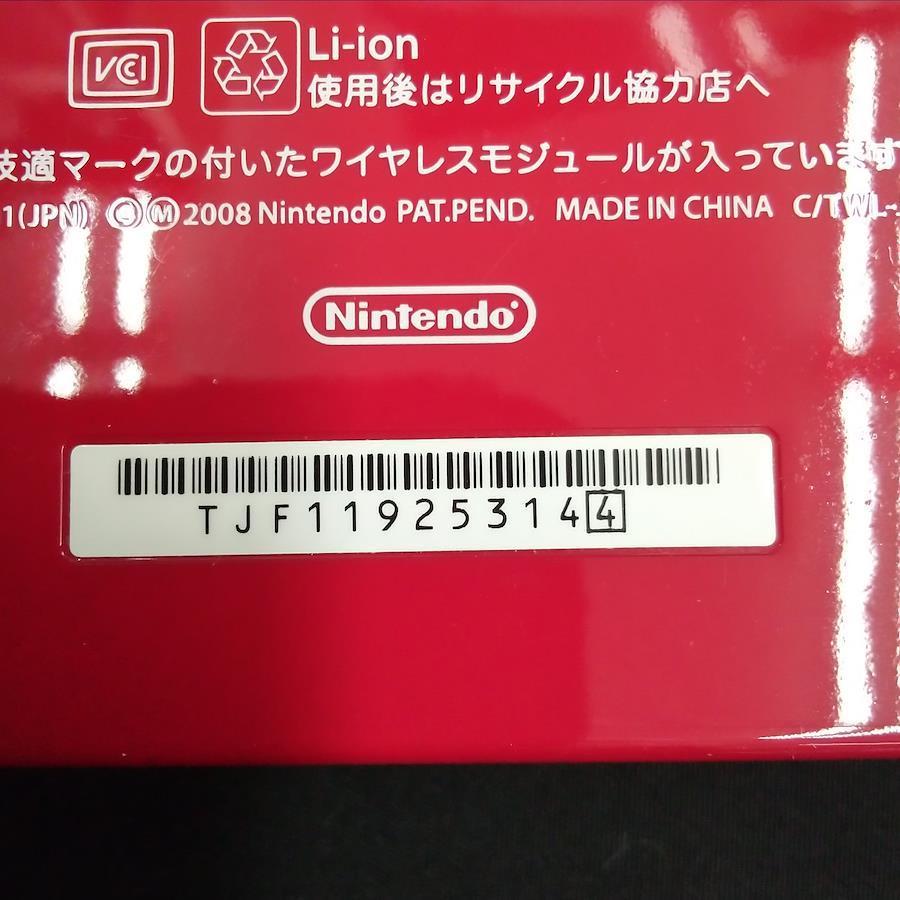 VCI
Li-ion
使用後はリサイクル協力店へ
技適マークの付いたワイヤレスモジュールが入っています
1(JPN) Ⓒ Ⓜ 2008 Nintendo PAT.PEND. MADE IN CHINA C/TWL-
Nintendo®
TJF119253144